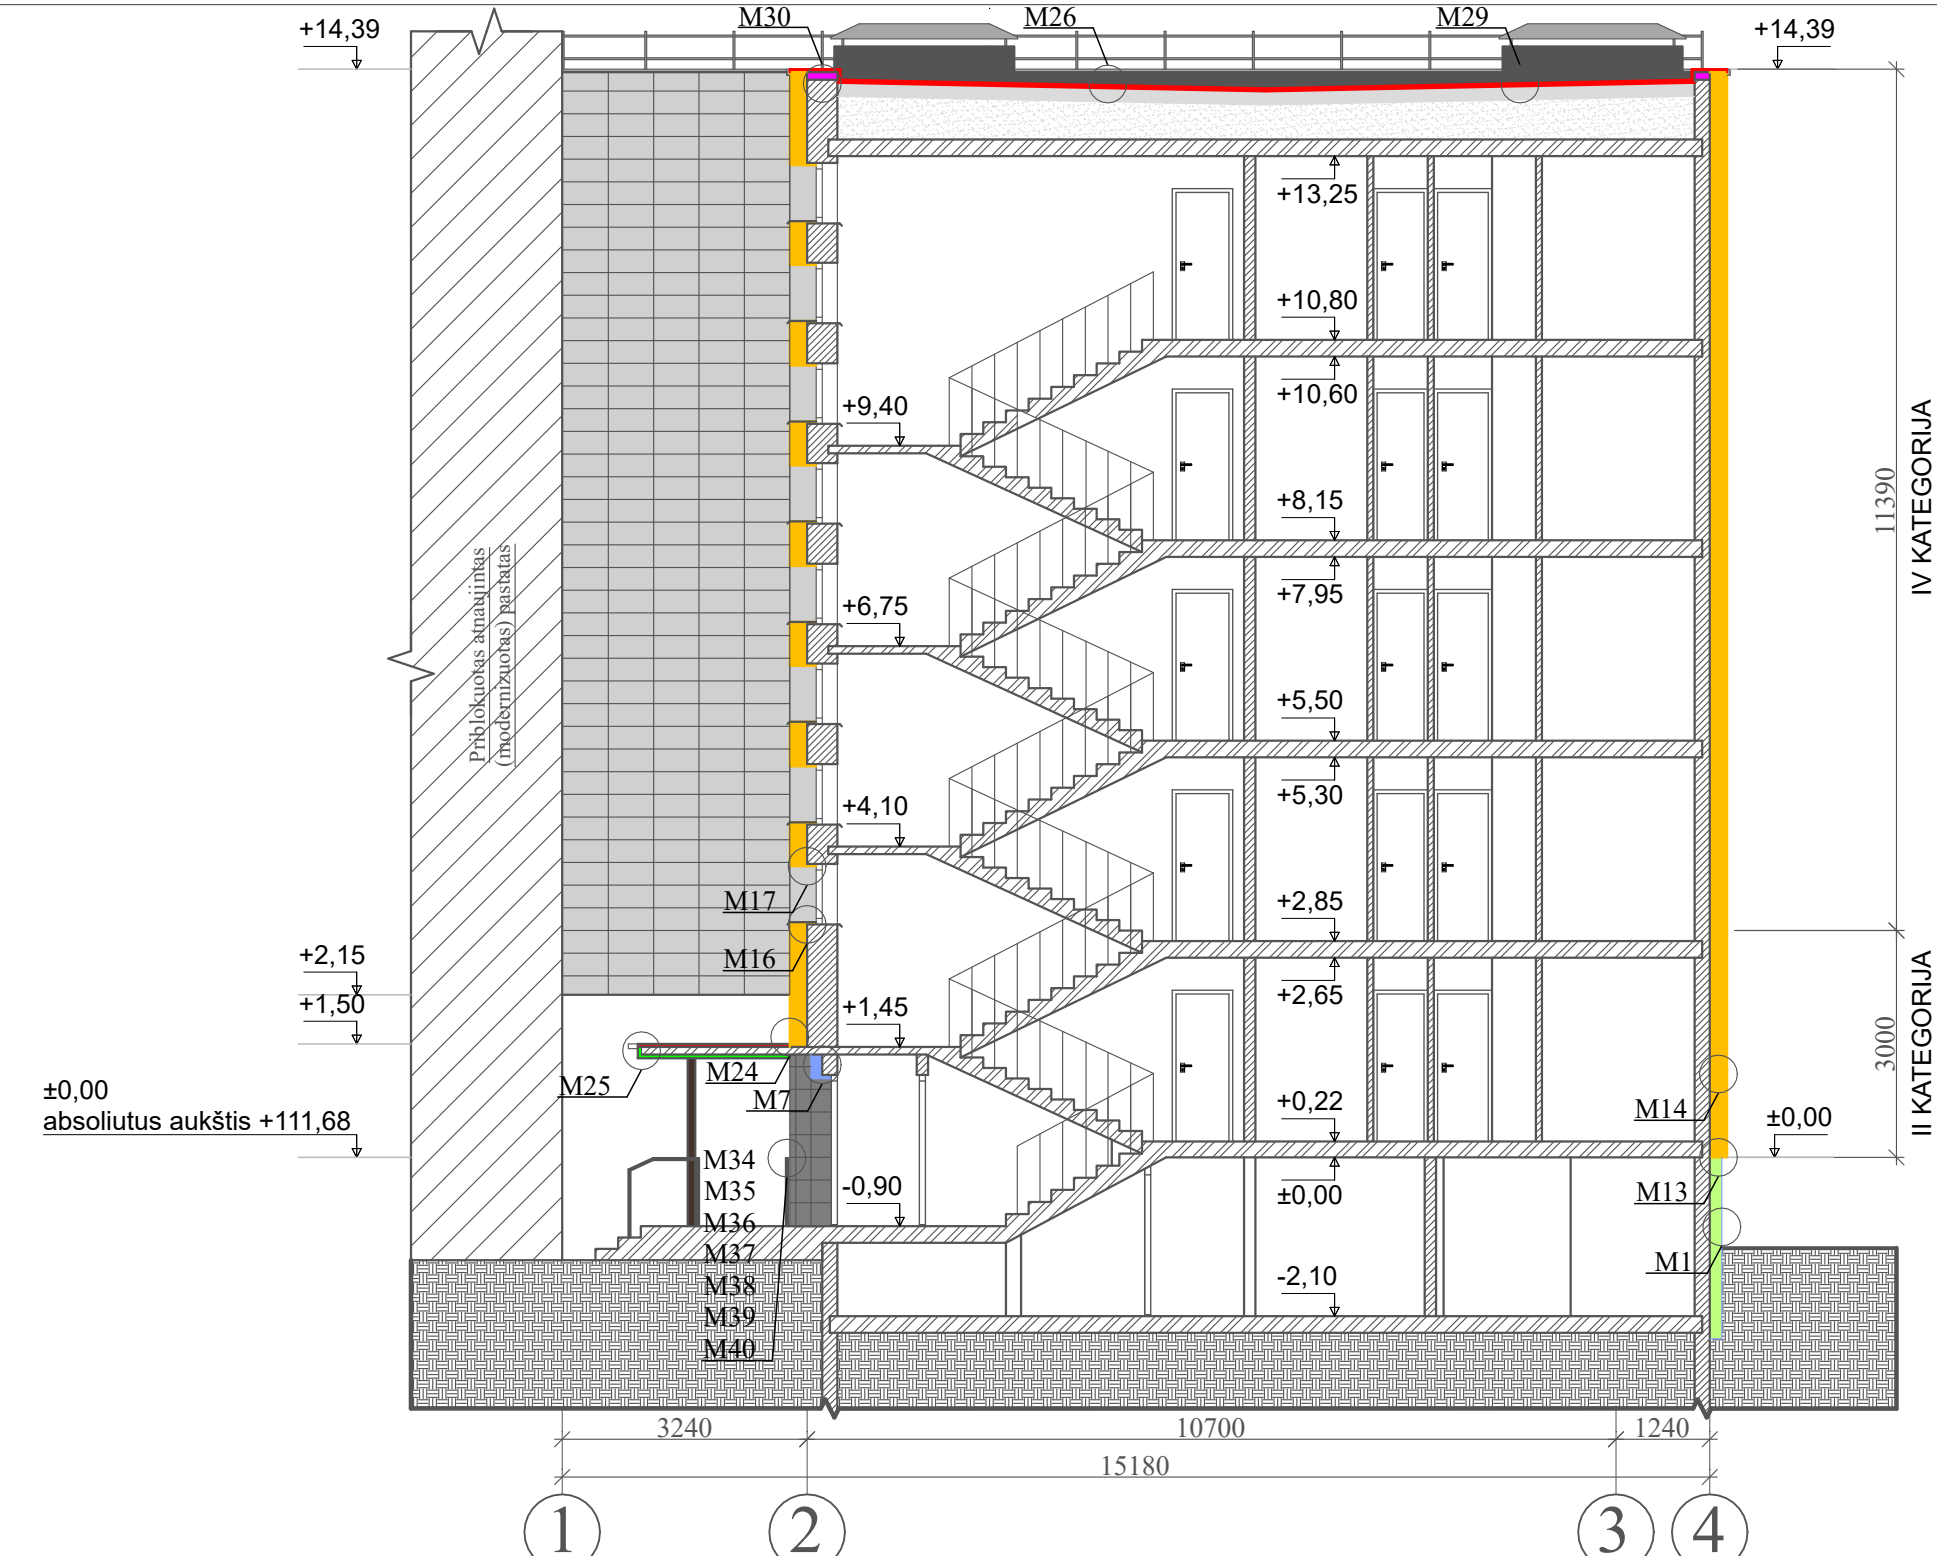 M30
M26
M29
+14,39
+14,39
+13,25
+10,80
+10,60
+9,40
+8,15
+7,95
+6,75
+5,50
+5,30
+4,10
+2,85
+2,65
+1,45
+0,22
±0,00
-0,90
-2,10
Priblokuotas atnaujintas
(modernizuotas) pastatas
M17
M16
+2,15
+1,50
±0,00
absoliutus aukštis +111,68
M25
M24
M7
M34
M35
M36
M37
M38
M39
M40
11390
IV KATEGORIJA
3000
II KATEGORIJA
M14
±0,00
M13
M1
3240
10700
1240
15180
1
2
3
4